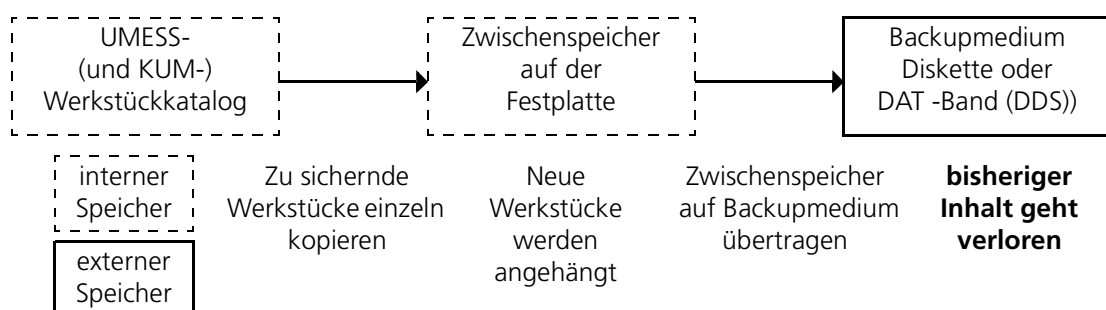 UMESS-
(und KUM-)
Werkstückkatalog
Zwischenspeicher
auf der
Festplatte
Backupmedium
Diskette oder
DAT -Band (DDS))
interner
Speicher
externer
Speicher
Zu sichernde
Werkstücke einzeln
kopieren
Neue
Werkstücke
werden
angehängt
Zwischenspeicher
auf Backupmedium
übertragen
bisheriger
Inhalt geht
verloren